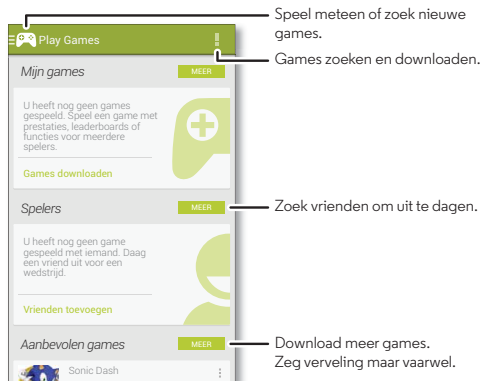 Speel meteen of zoek nieuwe
games.
Play Games
Games zoeken en downloaden.
Mijn games
MEER
U heeft nog geen games
gespeeld. Speel een game met
prestaties, leaderboards of
functies voor meerdere
spelers.
Games downloaden
Spelers
MEER
Zoek vrienden om uit te dagen.
U heeft nog geen game
gespeeld met iemand. Daag
een vriend uit voor een
wedstrijd.
Vrienden toevoegen
Aanbevolen games
MEER
Download meer games.
Zeg verveling maar vaarwel.
Sonic Dash